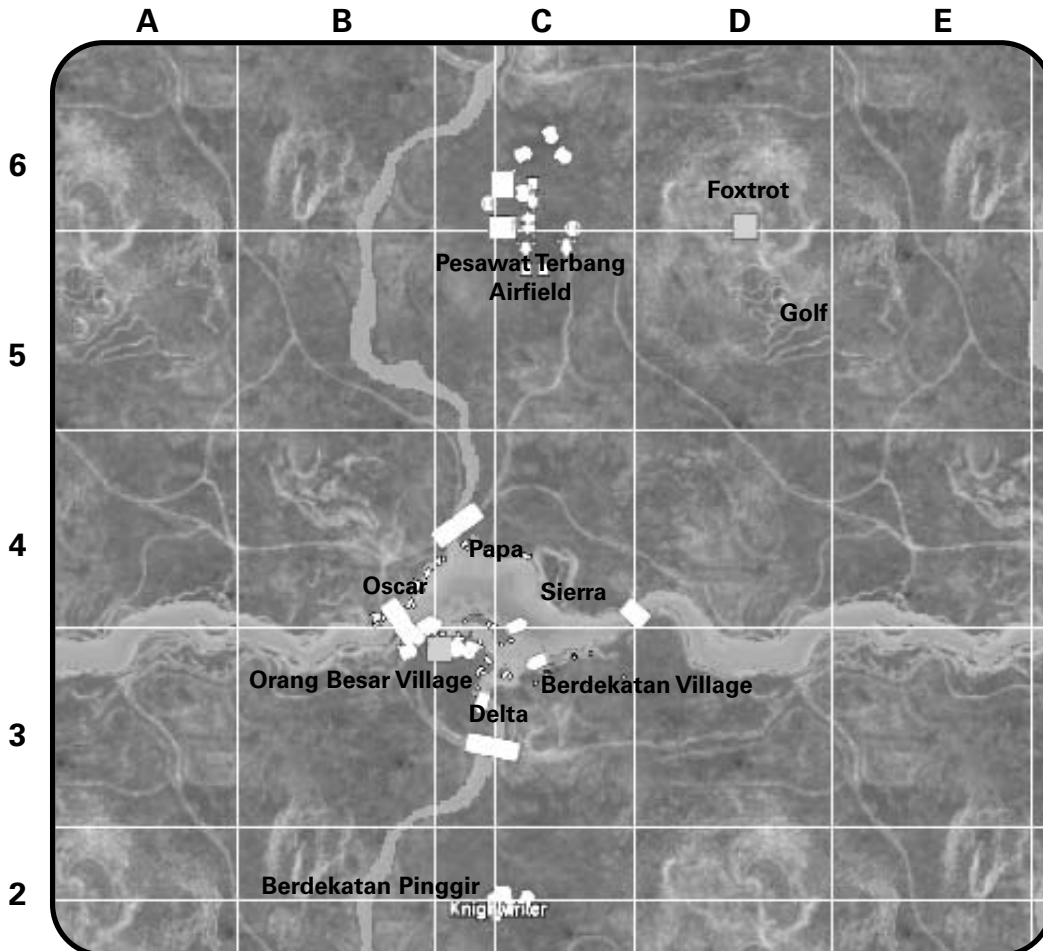 A B C D E
6
Foxtrot
Pesawat Terbang
Airfield
Golf
5
4
Papa
Oscar
Sierra
Orang Besar Village
Berdekatan Village
Delta
3
Berdekatan Pinggir
2